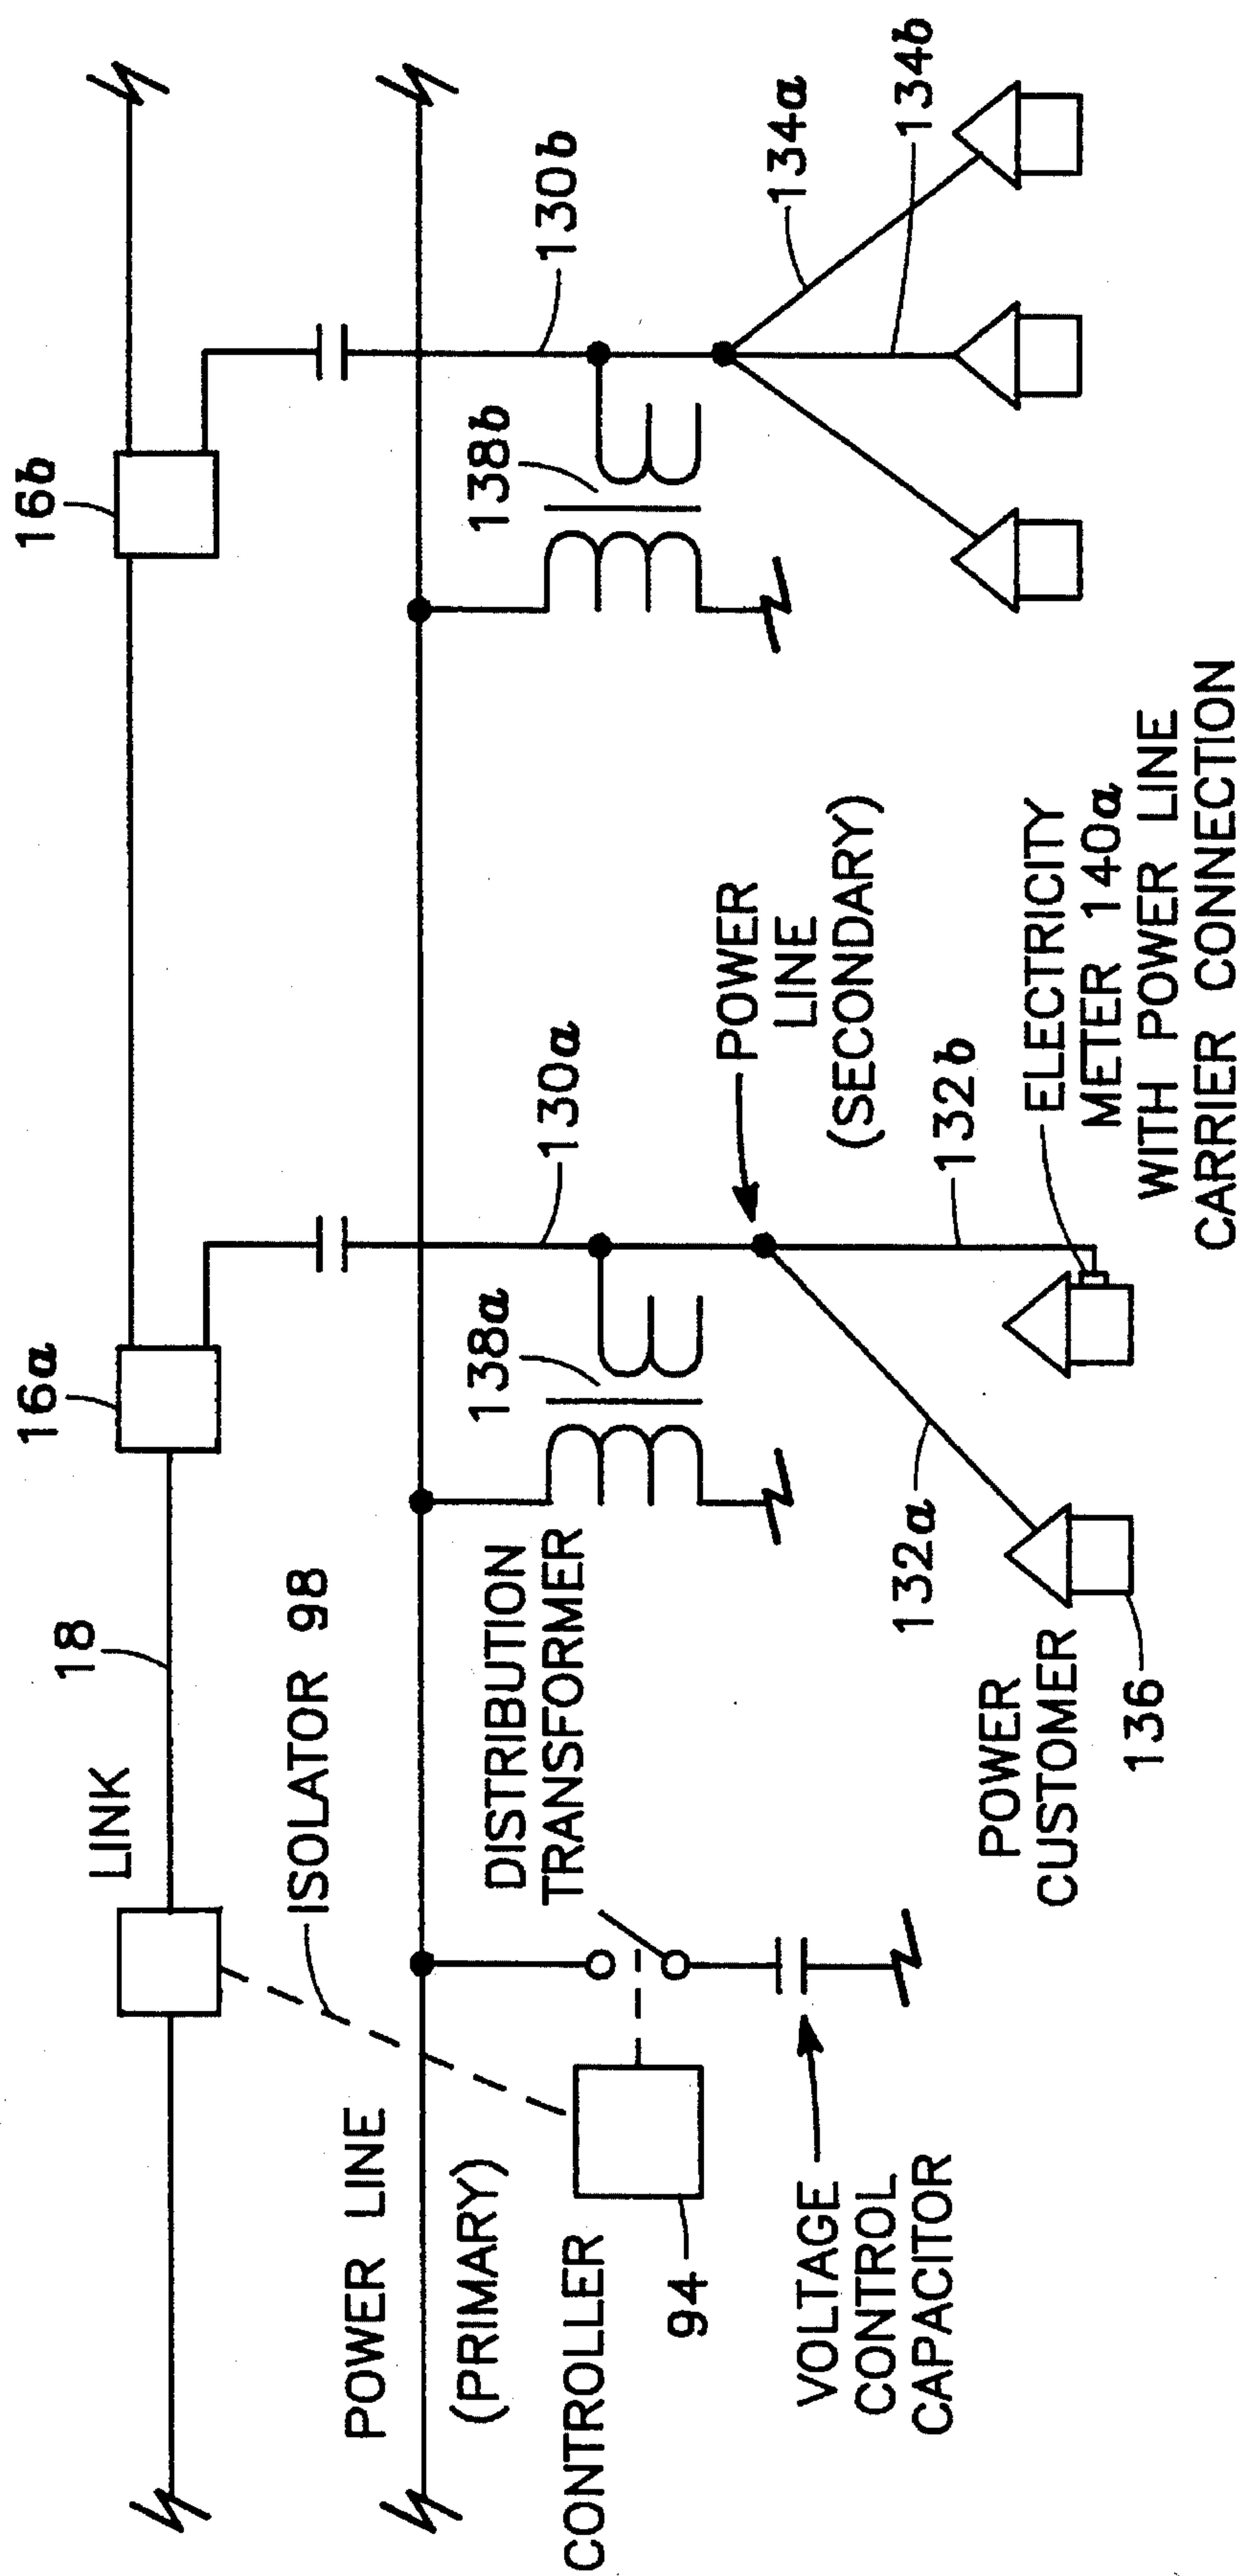 16a
16b
LINK
18
ISOLATOR 98
POWER LINE
(PRIMARY)
130a
130b
138a
138b
DISTRIBUTION
TRANSFORMER
CONTROLLER
94
VOLTAGE
CONTROL
CAPACITOR
POWER
LINE
(SECONDARY)
134a
134b
132a
132b
POWER
CUSTOMER
136
ELECTRICITY
METER 140a
WITH POWER LINE
CARRIER CONNECTION